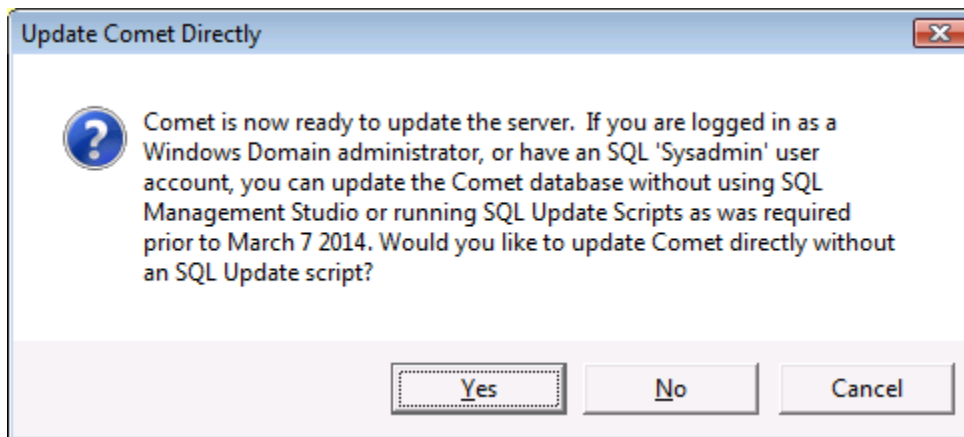 Update Comet Directly
Comet is now ready to update the server.  If you are logged in as a
Windows Domain administrator, or have an SQL 'Sysadmin' user
account, you can update the Comet database without using SQL
Management Studio or running SQL Update Scripts as was required
prior to March 7 2014. Would you like to update Comet directly without
an SQL Update script?
Yes No Cancel